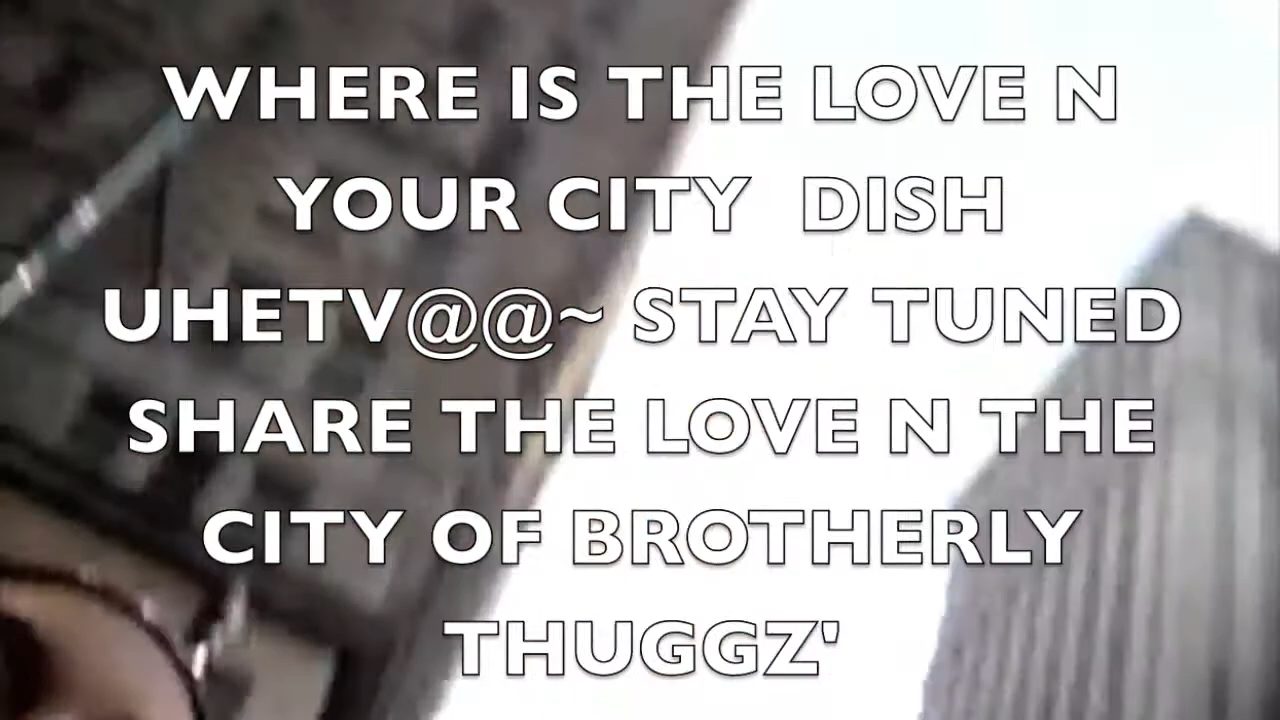 WHERE IS THE LOVE N
YOUR CITY  DISH
UHETV@@~ STAY TUNED
SHARE THE LOVE N THE
CITY OF BROTHERLY
THUGGZ'